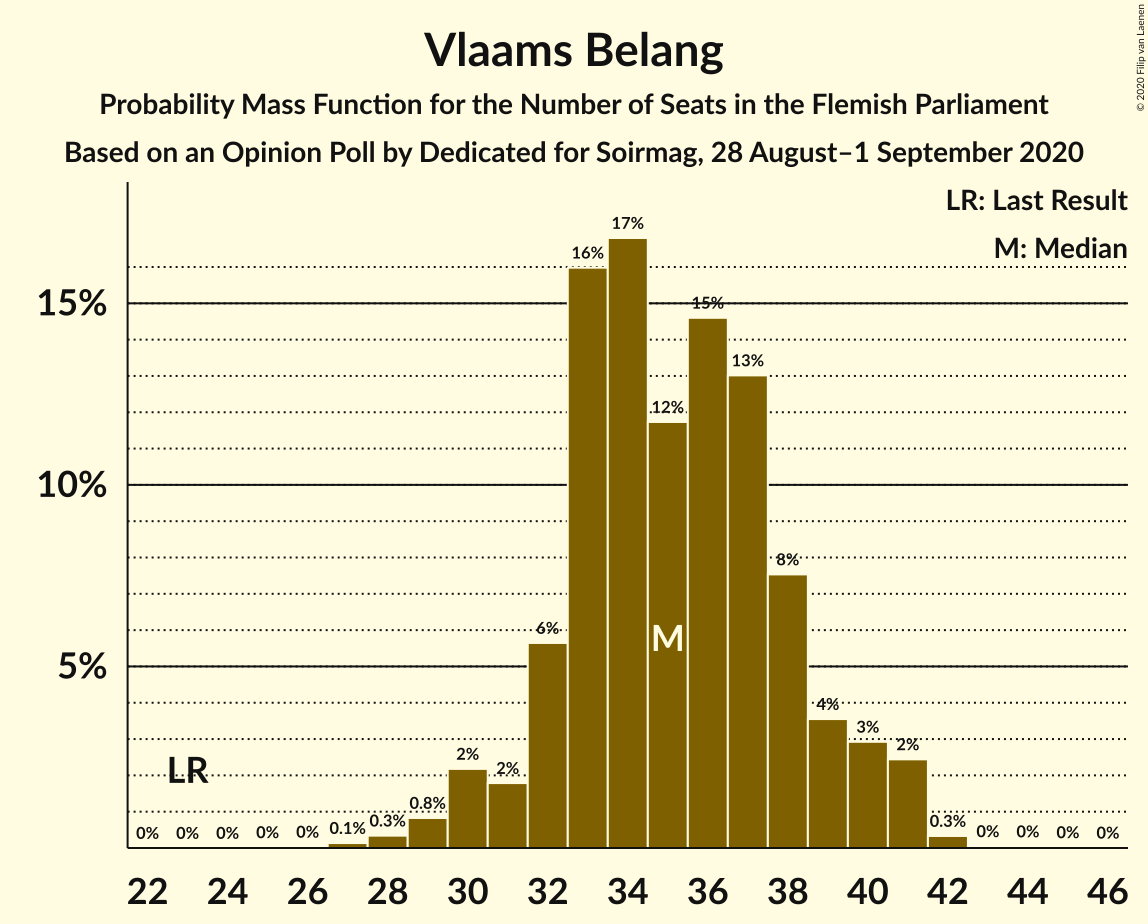 Vlaams Belang
Probability Mass Function for the Number of Seats in the Flemish Parliament
Based on an Opinion Poll by Dedicated for Soirmag, 28 August–1 September 2020
© 2020 Filip van Laenen
LR: Last Result
M: Median
17%
16%
15% 15%
13%
12%
10%
8%
6%
M
5%
4%
3%
2% 2% 2%
LR
0.8%
0% 0% 0% 0% 0% 0.1% 0.3% 0.3% 0% 0% 0% 0%
22 24 26 28 30 32 34 36 38 40 42 44 46